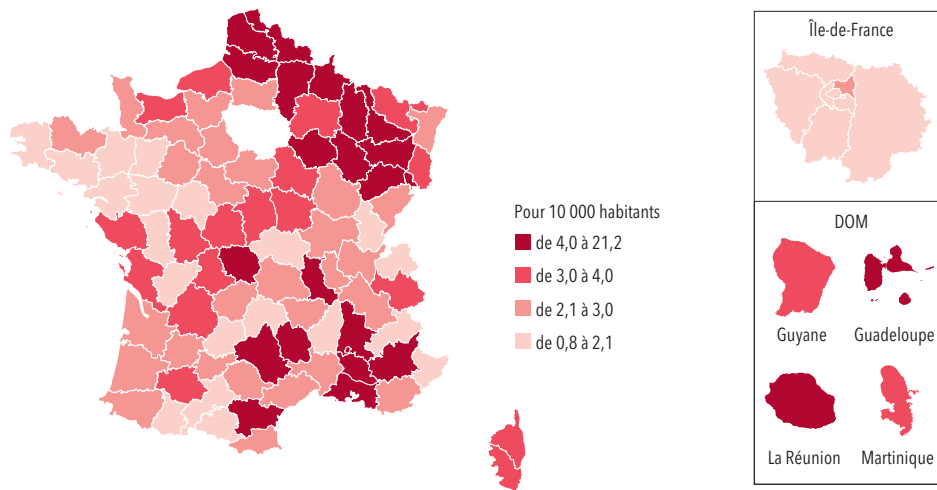 Île-de-France
Pour 10 000 habitants
de 4,0 à 21,2
de 3,0 à 4,0
de 2,1 à 3,0
de 0,8 à 2,1
DOM
Guyane
Guadeloupe
La Réunion
Martinique